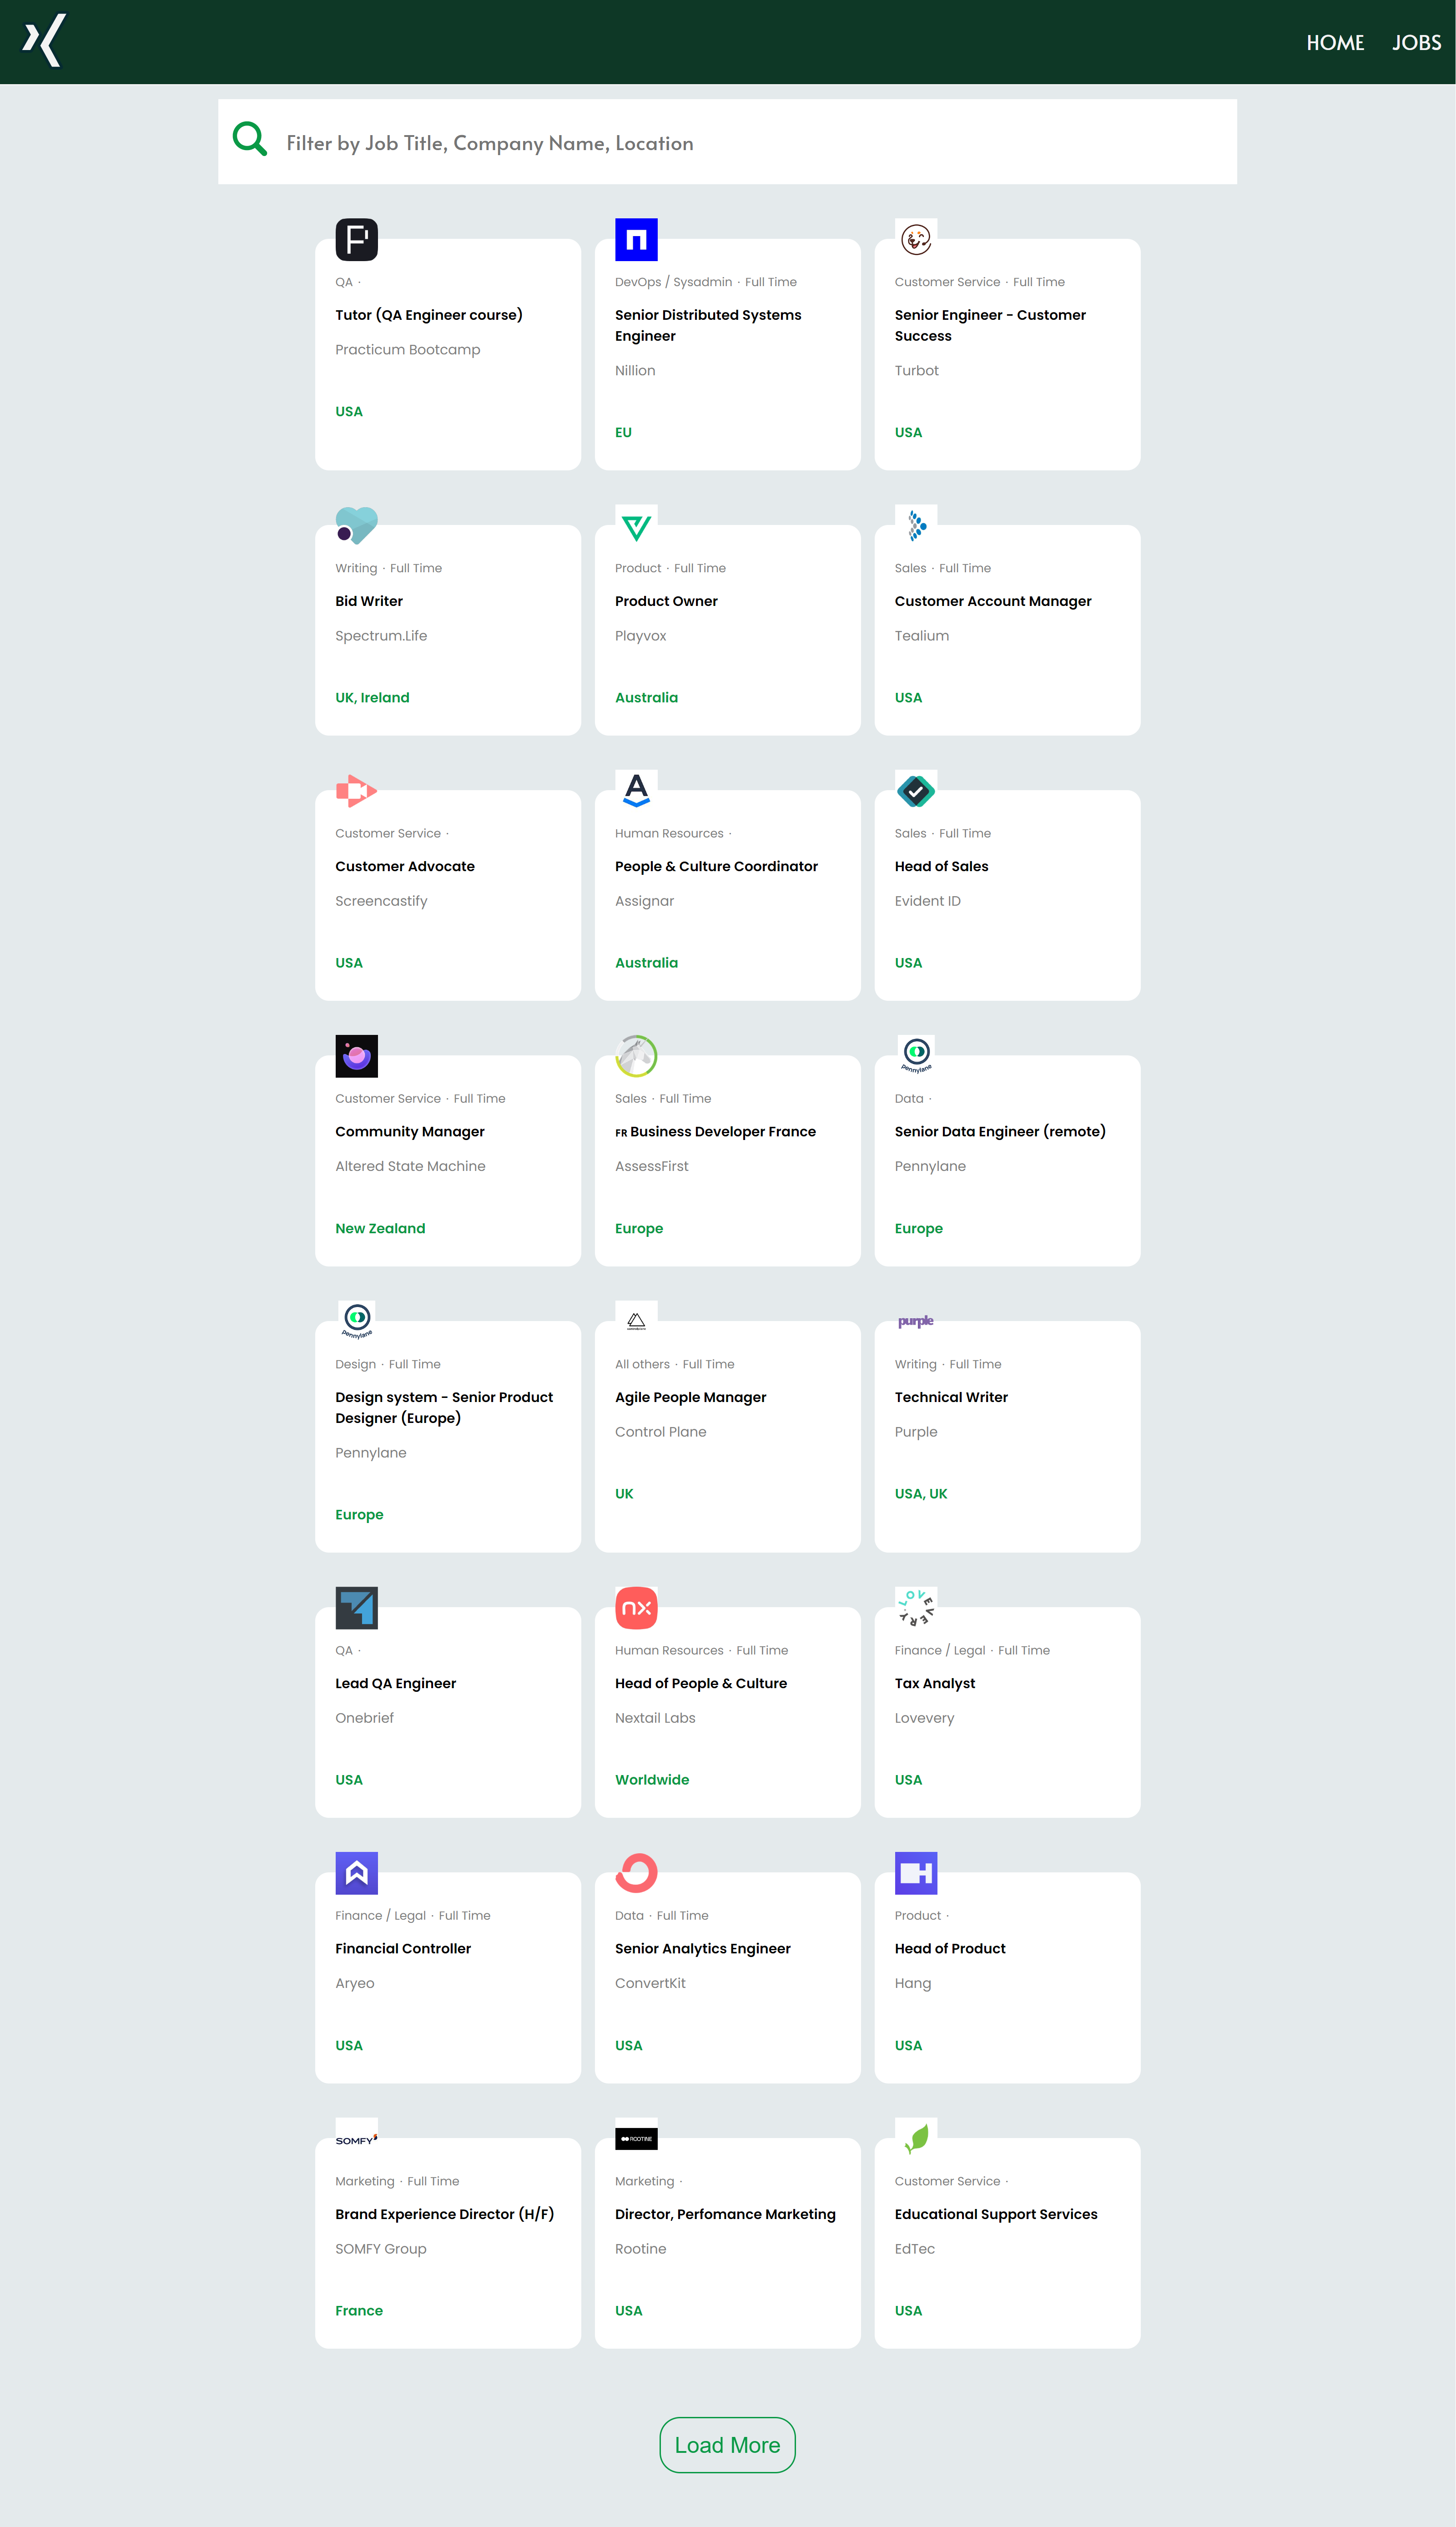 HOME JOBS
Filter by Job Title, Company Name, Location
QA ·
Tutor (QA Engineer course)
Practicum Bootcamp
USA
DevOps / Sysadmin · Full Time
Senior Distributed Systems
Engineer
Nillion
EU
Customer Service · Full Time
Senior Engineer - Customer
Success
Turbot
USA
Writing · Full Time
Bid Writer
Spectrum.Life
UK, Ireland
Product · Full Time
Product Owner
Playvox
Australia
Sales · Full Time
Customer Account Manager
Tealium
USA
Customer Service ·
Customer Advocate
Screencastify
USA
Human Resources ·
People & Culture Coordinator
Assignar
Australia
Sales · Full Time
Head of Sales
Evident ID
USA
Customer Service · Full Time
Community Manager
Altered State Machine
New Zealand
Sales · Full Time
FR Business Developer France
AssessFirst
Europe
pennylane
Data ·
Senior Data Engineer (remote)
Pennylane
Europe
pennylane
Design · Full Time
Design system - Senior Product
Designer (Europe)
Pennylane
Europe
All others · Full Time
Agile People Manager
Control Plane
UK
purple
Writing · Full Time
Technical Writer
Purple
USA, UK
QA ·
Lead QA Engineer
Onebrief
USA
nx
Human Resources · Full Time
Head of People & Culture
Nextail Labs
Worldwide
LOVEVERY
Finance / Legal · Full Time
Tax Analyst
Lovevery
USA
Finance / Legal · Full Time
Financial Controller
Aryeo
USA
Data · Full Time
Senior Analytics Engineer
ConvertKit
USA
Product ·
Head of Product
Hang
USA
SOMFY
Marketing · Full Time
Brand Experience Director (H/F)
SOMFY Group
France
ROOTINE
Marketing ·
Director, Perfomance Marketing
Rootine
USA
Customer Service ·
Educational Support Services
EdTec
USA
Load More